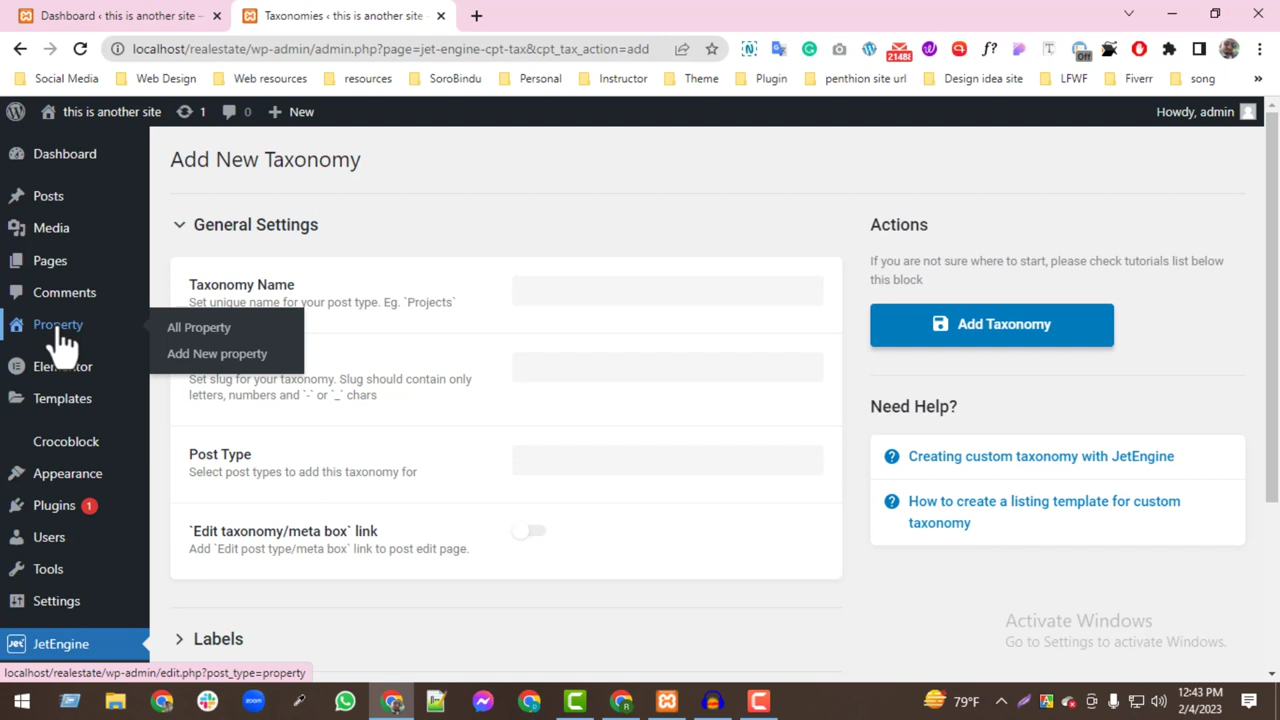 Dashboard ‹ this is another site –
Taxonomies ‹ this is another site -
localhost/realestate/wp-admin/admin.php?page=jet-engine-cpt-tax&cpt_tax_action=add
2148
Off
Social Media
Web Design
Web resources
resources
SoroBindu
Personal
Instructor
Theme
Plugin
penthion site url
Design idea site
LFWF
Fiverr
song
»
this is another site
1
0
New
Howdy, admin
Dashboard
Posts
Media
Pages
Comments
Property
All Property
Add New property
Elementor
Templates
Crocoblock
Appearance
Plugins 1
Users
Tools
Settings
JetEngine
Add New Taxonomy
General Settings
Taxonomy Name
Set unique name for your post type. Eg. `Projects`
Set slug for your taxonomy. Slug should contain only
letters, numbers and `-` or `_` chars
Post Type
Select post types to add this taxonomy for
`Edit taxonomy/meta box` link
Add `Edit post type/meta box` link to post edit page.
Labels
Actions
If you are not sure where to start, please check tutorials list below
this block
Add Taxonomy
Need Help?
Creating custom taxonomy with JetEngine
How to create a listing template for custom
taxonomy
Activate Windows
Go to Settings to activate Windows.
localhost/realestate/wp-admin/edit.php?post_type=property
zoom
79°F
12:43 PM
2/4/2023